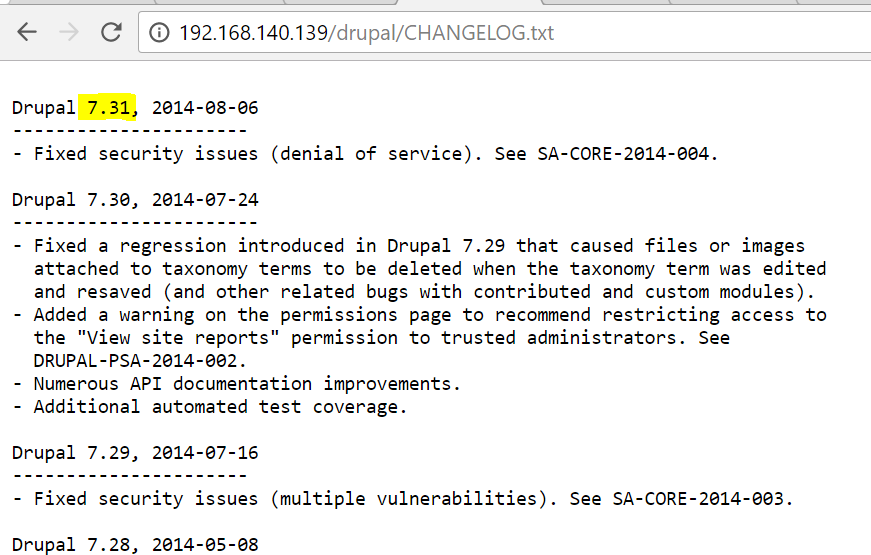 192.168.140.139/drupal/CHANGELOG.txt
Drupal 7.31, 2014-08-06
----------------------
- Fixed security issues (denial of service). See SA-CORE-2014-004.
Drupal 7.30, 2014-07-24
-----------------------
- Fixed a regression introduced in Drupal 7.29 that caused files or images
attached to taxonomy terms to be deleted when the taxonomy term was edited
and resaved (and other related bugs with contributed and custom modules).
- Added a warning on the permissions page to recommend restricting access to
the "View site reports" permission to trusted administrators. See
DRUPAL-PSA-2014-002.
- Numerous API documentation improvements.
- Additional automated test coverage.
Drupal 7.29, 2014-07-16
----------------------
- Fixed security issues (multiple vulnerabilities). See SA-CORE-2014-003.
Drupal 7.28, 2014-05-08